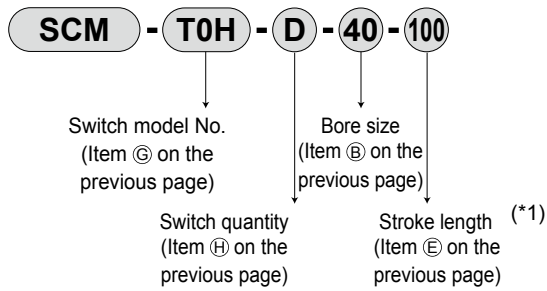 SCM - T0H - D - 40 - 100
Switch model No.
(Item Ⓖ on the
previous page)
Bore size
(Item Ⓑ on the
previous page)
Switch quantity
(Item Ⓗ on the
previous page)
Stroke length (*1)
(Item Ⓔ on the
previous page)